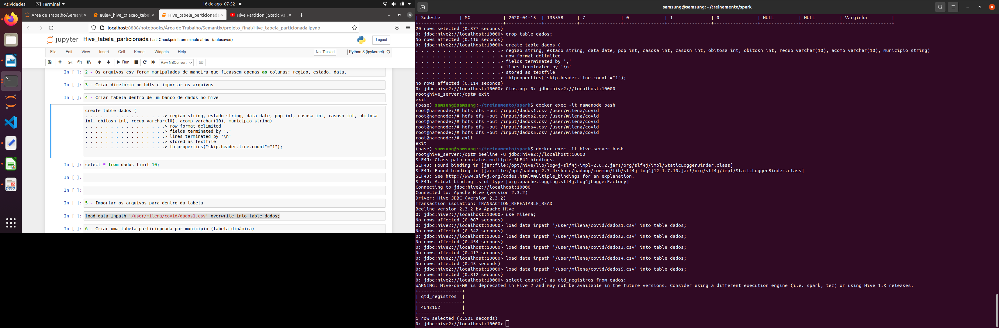 Atividades
Terminal
16 de ago 07:52
Área de Trabalho/Semant
aula4_hive_criacao_tabel
Hive_tabela_particionada
Hive Partition [ Static Vs
localhost:8888/notebooks/Área de Trabalho/Semantix/projeto_final/Hive_tabela_particionada.ipynb
jupyter Hive_tabela_particionada Last Checkpoint: um minuto atrás (autosaved)
Logout
File Edit View Insert Cell Kernel Widgets Help
Not Trusted
Python 3 (ipykernel)
Run
Raw NBConvert
In [ ]: 2 - Os arquivos csv foram manipulados de maneira que ficassem apenas as colunas: regiao, estado, data,
In [ ]: 3 - Criar diretório no hdfs e importar os arquivos
In [ ]: 4 - Criar tabela dentro de um banco de dados no hive
create table dados (
. . . . . . . . . . . . . . . .> regiao string, estado string, data date, pop int, casosa int, casosn int, obitosa
int, obitosn int, recup varchar(10), acomp varchar(10), municipio string)
. . . . . . . . . . . . . . . .> row format delimited
. . . . . . . . . . . . . . . .> fields terminated by ','
. . . . . . . . . . . . . . . .> lines terminated by '\n'
. . . . . . . . . . . . . . . .> stored as textfile
. . . . . . . . . . . . . . . .> tblproperties("skip.header.line.count"="1");
In [ ]: select * from dados limit 10;
In [ ]:
In [ ]:
In [ ]: 5 - Importar os arquivos para dentro da tabela
In [ ]: load data inpath '/user/milena/covid/dados1.csv' overwrite into table dados;
In [ ]: 6 - Criar uma tabela particiopnada por municipio (tabela dinâmica)
samsung@samsung: ~/treinamento/spark
| Sudeste | MG | 2020-04-15 | 135558 | 7 | 0 | 1 | 0 | NULL | NULL | Varginha |
20 rows selected (0.377 seconds)
0: jdbc:hive2://localhost:10000> drop table dados;
No rows affected (0.116 seconds)
0: jdbc:hive2://localhost:10000> create table dados (
. . . . . . . . . . . . . . . .> regiao string, estado string, data date, pop int, casosa int, casosn int, obitosa int, obitosn int, recup varchar(10), acomp varchar(10), municipio string)
. . . . . . . . . . . . . . . .> row format delimited
. . . . . . . . . . . . . . . .> fields terminated by ','
. . . . . . . . . . . . . . . .> lines terminated by '\n'
. . . . . . . . . . . . . . . .> stored as textfile
. . . . . . . . . . . . . . . .> tblproperties("skip.header.line.count"="1");
No rows affected (0.114 seconds)
0: jdbc:hive2://localhost:10000> Closing: 0: jdbc:hive2://localhost:10000
root@hive_server:/opt# exit
exit
(base) samsung@samsung:~/treinamento/spark$ docker exec -it namenode bash
root@namenode:/# hdfs dfs -put /input/dados1.csv /user/milena/covid
root@namenode:/# hdfs dfs -put /input/dados2.csv /user/milena/covid
root@namenode:/# hdfs dfs -put /input/dados3.csv /user/milena/covid
root@namenode:/# hdfs dfs -put /input/dados4.csv /user/milena/covid
root@namenode:/# hdfs dfs -put /input/dados5.csv /user/milena/covid
root@namenode:/# exit
exit
(base) samsung@samsung:~/treinamento/spark$ docker exec -it hive-server bash
root@hive_server:/opt# beeline -u jdbc:hive2://localhost:10000
SLF4J: Class path contains multiple SLF4J bindings.
SLF4J: Found binding in [jar:file:/opt/hive/lib/log4j-slf4j-impl-2.6.2.jar!/org/slf4j/impl/StaticLoggerBinder.class]
SLF4J: Found binding in [jar:file:/opt/hadoop-2.7.4/share/hadoop/common/lib/slf4j-log4j12-1.7.10.jar!/org/slf4j/impl/StaticLoggerBinder.class]
SLF4J: See http://www.slf4j.org/codes.html#multiple_bindings for an explanation.
SLF4J: Actual binding is of type [org.apache.logging.slf4j.Log4jLoggerFactory]
Connecting to jdbc:hive2://localhost:10000
Connected to: Apache Hive (version 2.3.2)
Driver: Hive JDBC (version 2.3.2)
Transaction isolation: TRANSACTION_REPEATABLE_READ
Beeline version 2.3.2 by Apache Hive
0: jdbc:hive2://localhost:10000> use milena;
No rows affected (0.087 seconds)
0: jdbc:hive2://localhost:10000> load data inpath '/user/milena/covid/dados1.csv' into table dados;
No rows affected (0.342 seconds)
0: jdbc:hive2://localhost:10000> load data inpath '/user/milena/covid/dados2.csv' into table dados;
No rows affected (0.454 seconds)
0: jdbc:hive2://localhost:10000> load data inpath '/user/milena/covid/dados3.csv' into table dados;
No rows affected (0.417 seconds)
0: jdbc:hive2://localhost:10000> load data inpath '/user/milena/covid/dados4.csv' into table dados;
No rows affected (0.45 seconds)
0: jdbc:hive2://localhost:10000> load data inpath '/user/milena/covid/dados5.csv' into table dados;
No rows affected (0.812 seconds)
0: jdbc:hive2://localhost:10000> select count(*) as qtd_registros from dados;
WARNING: Hive-on-MR is deprecated in Hive 2 and may not be available in the future versions. Consider using a different execution engine (i.e. spark, tez) or using Hive 1.X releases.
+----------------+
| qtd_registros |
+----------------+
| 4642162 |
+----------------+
1 row selected (2.501 seconds)
0: jdbc:hive2://localhost:10000>